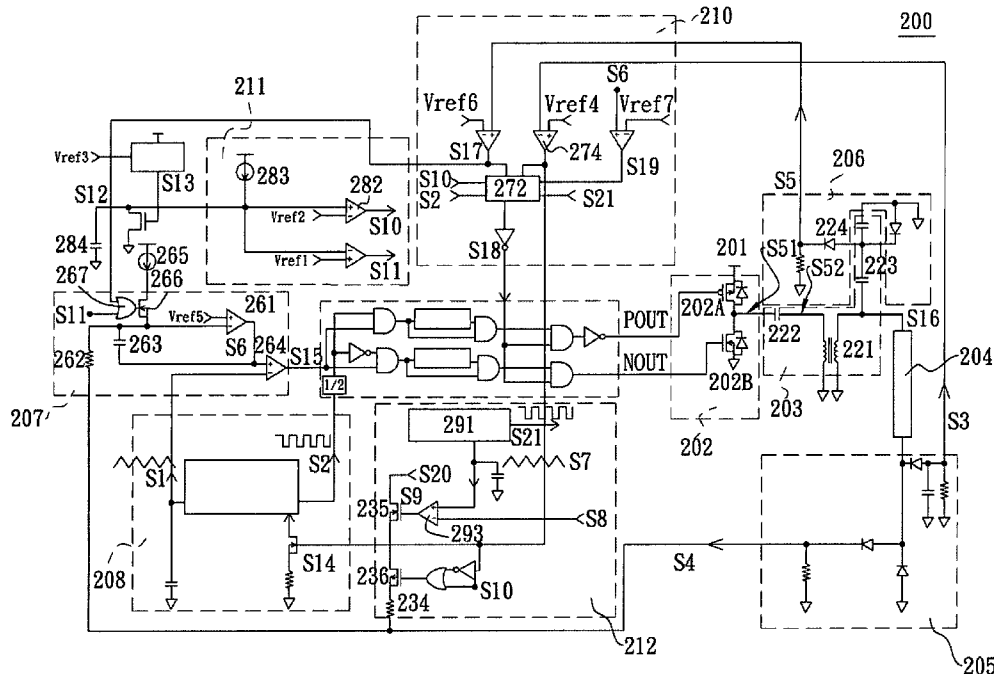 210
200
S6
211
Vref6
Vref4
Vref7
Vref3
S13
283
S17
274
S19
S5
206
S12
282
S10
S2
272
S21
224
Vref2
S10
284
265
S18
201
S51
S52
223
266
Vref1
S11
267
261
S11
Vref5
202A
S16
POUT
222
221
263
S6
264
S15
262
NOUT
204
1/2
202B
203
207
202
291
S21
S3
S1
S2
S7
S20
235
S9
S8
293
208
S14
236
S10
S4
234
212
205